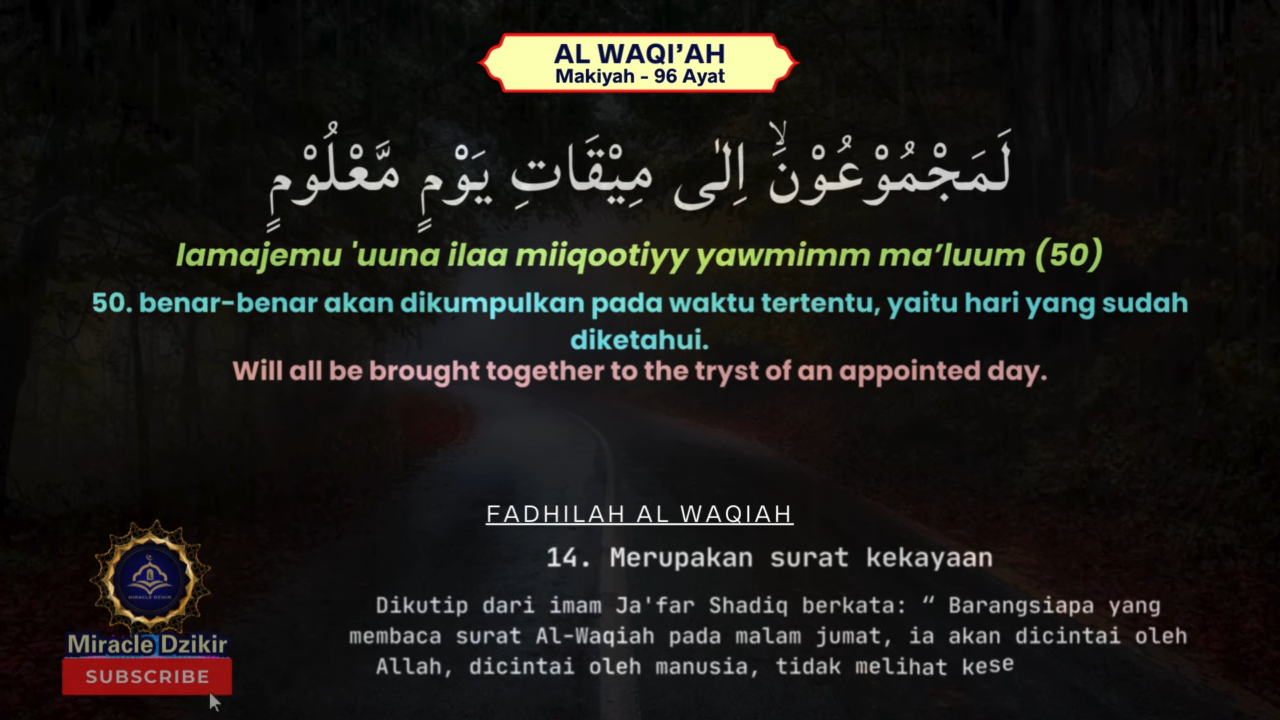 AL WAQI’AH
Makiyah - 96 Ayat
لَمَجْمُوْعُوْنَۙ اِلٰى مِيْقَاتِ يَوْمٍ مَّعْلُوْمٍ
lamajemu 'uuna ilaa miiqootiyy yawmimm ma’luum (50)
50. benar-benar akan dikumpulkan pada waktu tertentu, yaitu hari yang sudah
diketahui.
Will all be brought together to the tryst of an appointed day.
FADHILAH AL WAQIAH
14. Merupakan surat kekayaan
Dikutip dari imam Ja'far Shadiq berkata: “ Barangsiapa yang
membaca surat Al-Waqiah pada malam jumat, ia akan dicintai oleh
Allah, dicintai oleh manusia, tidak melihat kese
MIRACLE DZIKIR
Miracle Dzikir
SUBSCRIBE